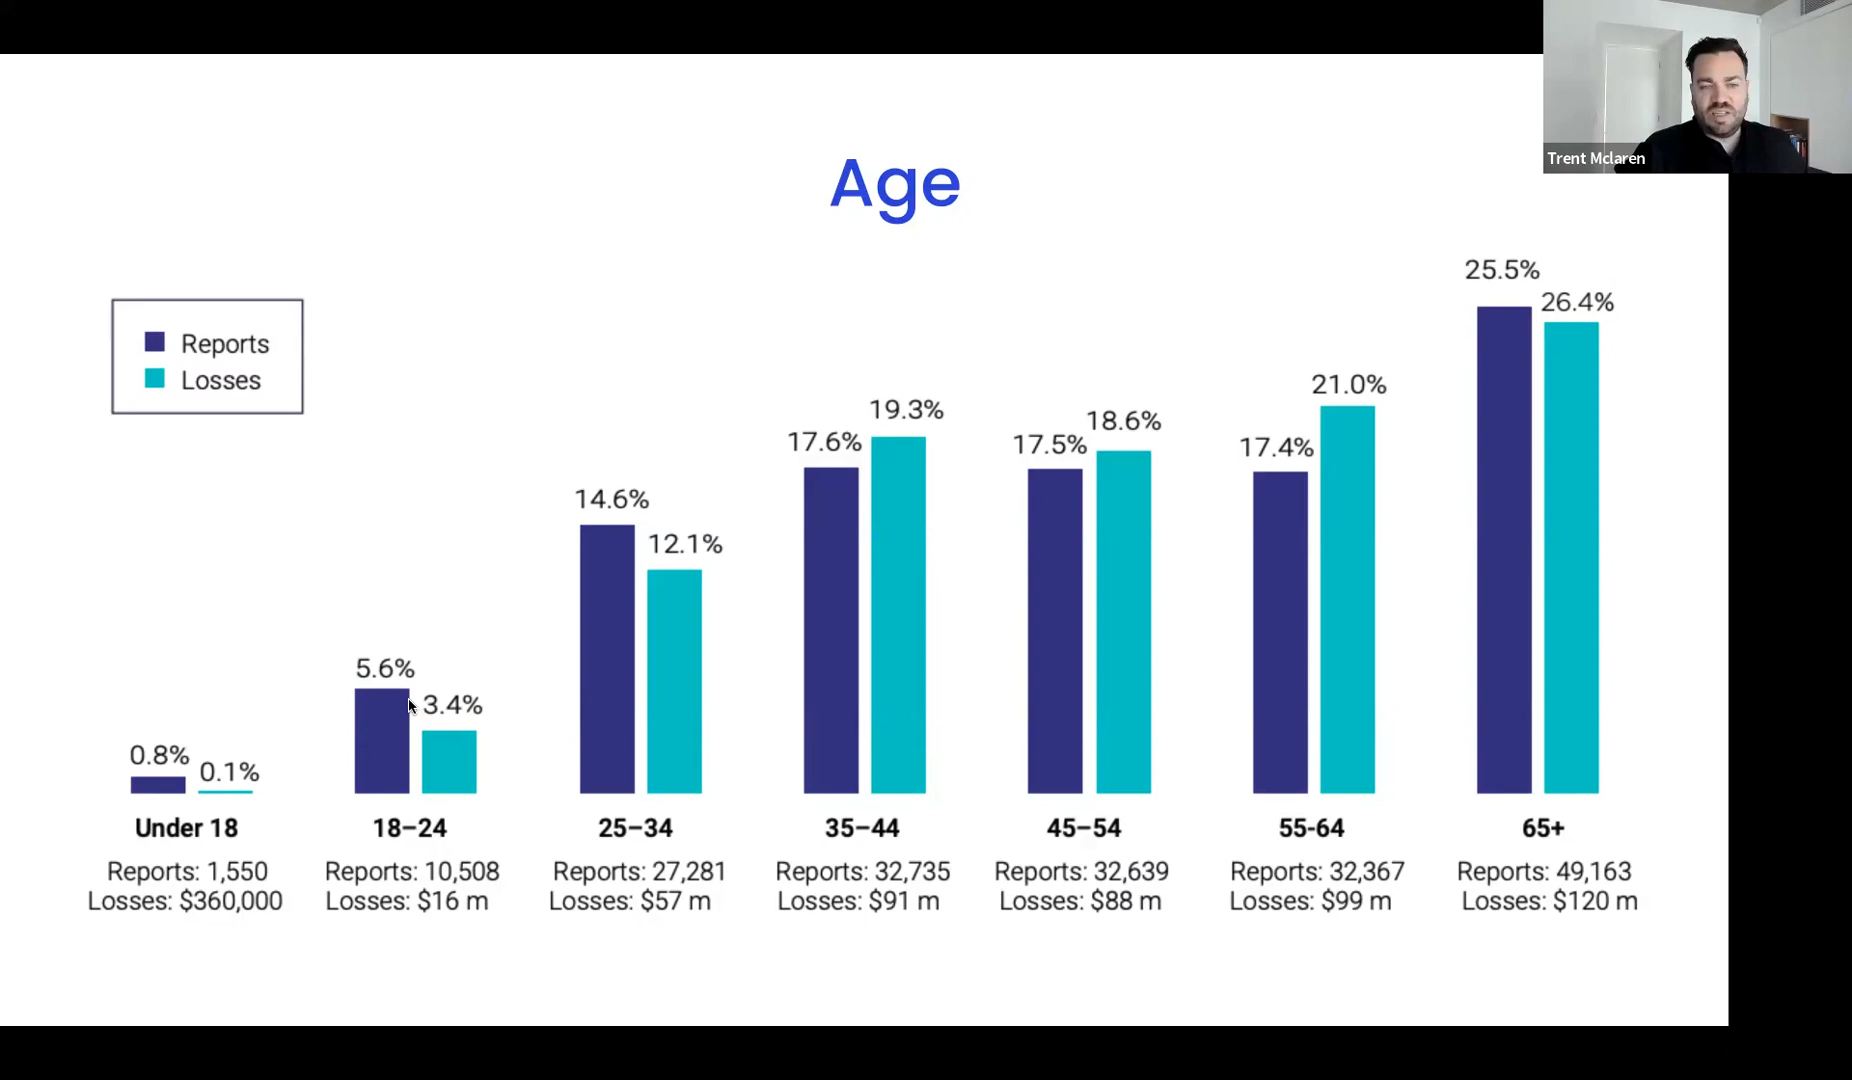 Trent Mclaren
Age
Reports
Losses
0.8%
0.1%
5.6%
3.4%
14.6%
12.1%
17.6%
19.3%
17.5%
18.6%
17.4%
21.0%
25.5%
26.4%
Under 18
Reports: 1,550
Losses: $360,000
18–24
Reports: 10,508
Losses: $16 m
25–34
Reports: 27,281
Losses: $57 m
35–44
Reports: 32,735
Losses: $91 m
45–54
Reports: 32,639
Losses: $88 m
55-64
Reports: 32,367
Losses: $99 m
65+
Reports: 49,163
Losses: $120 m